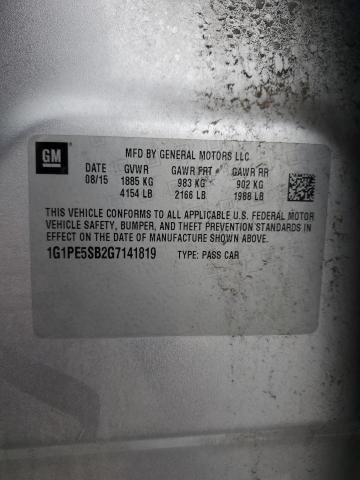 GM
MFD BY GENERAL MOTORS LLC
DATE GVWR GAWR FRT GAWR RR
08/15 1885 KG 983 KG 902 KG
4154 LB 2166 LB 1988 LB
THIS VEHICLE CONFORMS TO ALL APPLICABLE U.S. FEDERAL MOTOR
VEHICLE SAFETY, BUMPER, AND THEFT PREVENTION STANDARDS
IN EFFECT ON THE DATE OF MANUFACTURE SHOWN ABOVE.
1G1PE5SB2G7141819 TYPE: PASS CAR